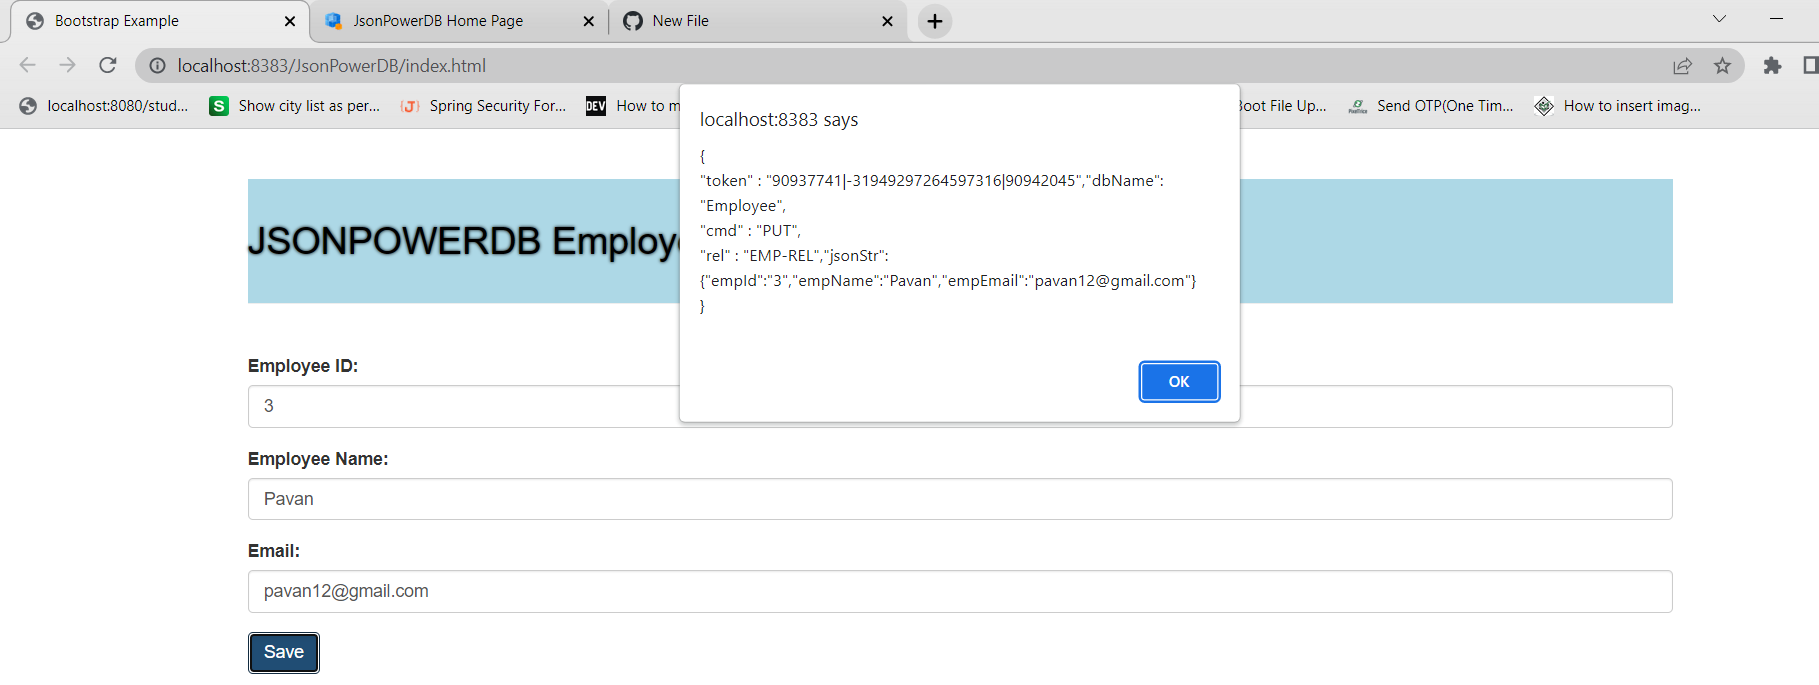 Bootstrap Example
JsonPowerDB Home Page
New File
localhost:8383/JsonPowerDB/index.html
localhost:8080/stud...
Show city list as per...
Spring Security For...
DEV
How to m
Boot File Up...
Send OTP(One Tim...
How to insert imag...
localhost:8383 says
{
"token" : "90937741|-31949297264597316|90942045","dbName":
"Employee",
"cmd" : "PUT",
"rel" : "EMP-REL","jsonStr":
{"empId":"3","empName":"Pavan","empEmail":"pavan12@gmail.com"}
}
OK
JSONPOWERDB Employe
Employee ID:
3
Employee Name:
Pavan
Email:
pavan12@gmail.com
Save